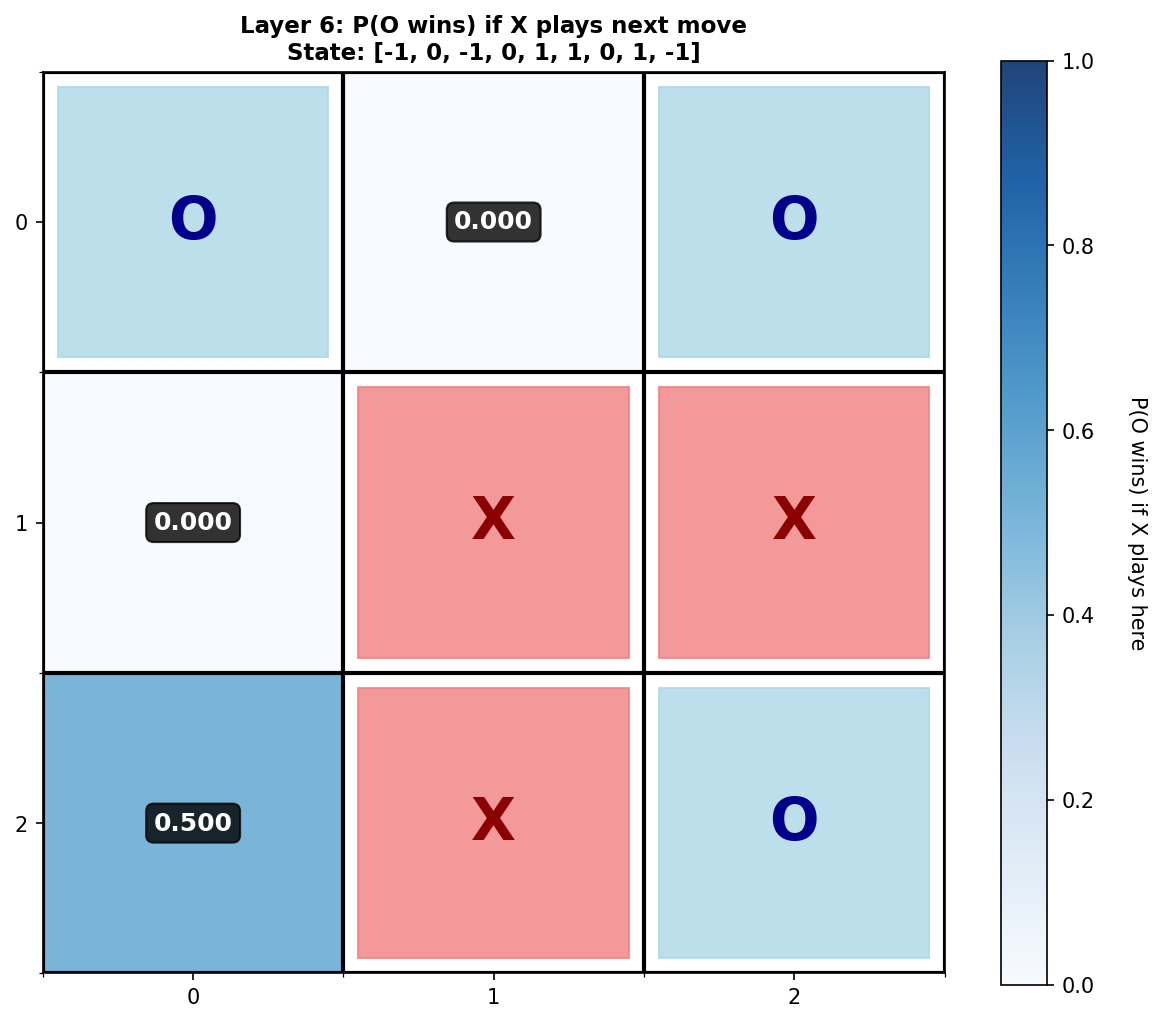 Layer 6: P(O wins) if X plays next move
State: [-1, 0, -1, 0, 1, 1, 0, 1, -1]
O
0.000
O
0.000
X
X
0.500
X
O
0
1
2
0
1
2
1.0
0.8
0.6
0.4
0.2
0.0
P(O wins) if X plays here